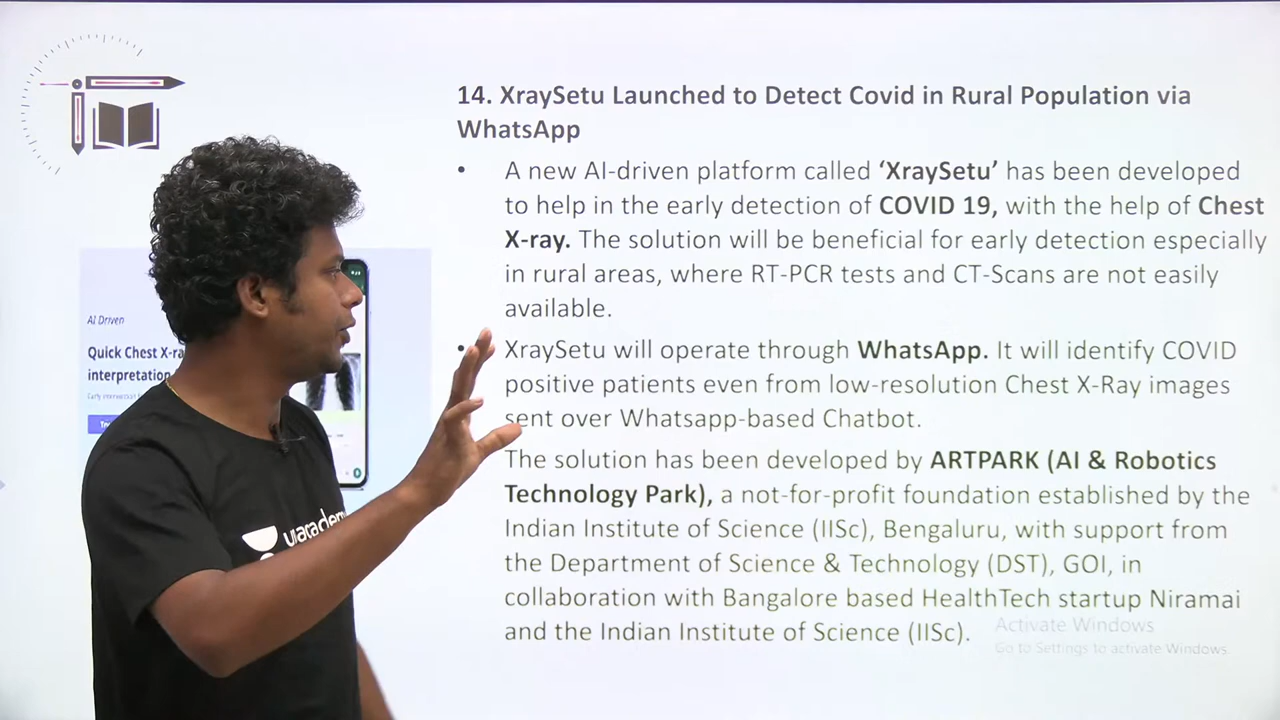 14. XraySetu Launched to Detect Covid in Rural Population via
WhatsApp
• A new AI-driven platform called ‘XraySetu’ has been developed
to help in the early detection of COVID 19, with the help of Chest
X-ray. The solution will be beneficial for early detection especially
in rural areas, where RT-PCR tests and CT-Scans are not easily
available.
• XraySetu will operate through WhatsApp. It will identify COVID
positive patients even from low-resolution Chest X-Ray images
sent over Whatsapp-based Chatbot.
The solution has been developed by ARTPARK (AI & Robotics
Technology Park), a not-for-profit foundation established by the
Indian Institute of Science (IISc), Bengaluru, with support from
the Department of Science & Technology (DST), GOI, in
collaboration with Bangalore based HealthTech startup Niramai
and the Indian Institute of Science (IISc).
AI Driven
Quick Chest X-ra
interpretation
unacademy
Activate Windows
Go to Settings to activate Windows.